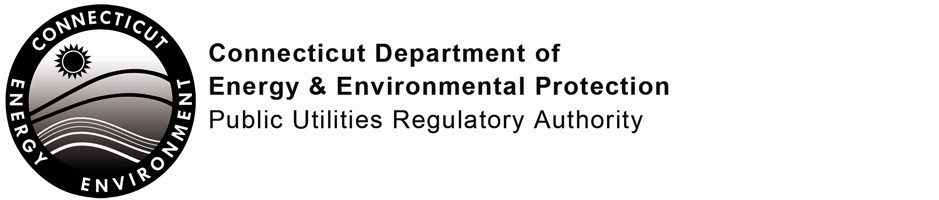 CONNECTICUT
ENERGY
ENVIRONMENT
Connecticut Department of
Energy & Environmental Protection
Public Utilities Regulatory Authority